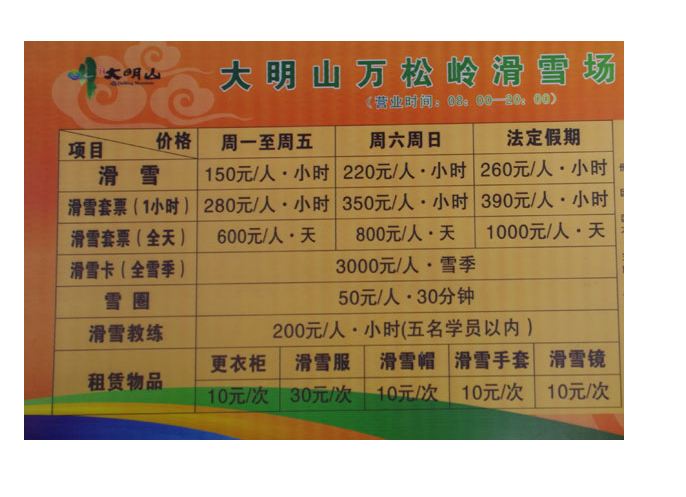 大明山
大明山万松岭滑雪场
(营业时间：08：00—20：00)
价格
项目
周一至周五 周六周日 法定假期
滑雪 150元/人·小时 220元/人·小时 260元/人·小时
滑雪套票(1小时) 280元/人·小时 350元/人·小时 390元/人·小时
滑雪套票(全天) 600元/人·天 800元/人·天 1000元/人·天
滑雪卡(全雪季) 3000元/人·雪季
雪圈 50元/人·30分钟
滑雪教练 200元/人·小时(五名学员以内)
租赁物品 更衣柜 滑雪服 滑雪帽 滑雪手套 滑雪镜
10元/次 30元/次 10元/次 10元/次 10元/次